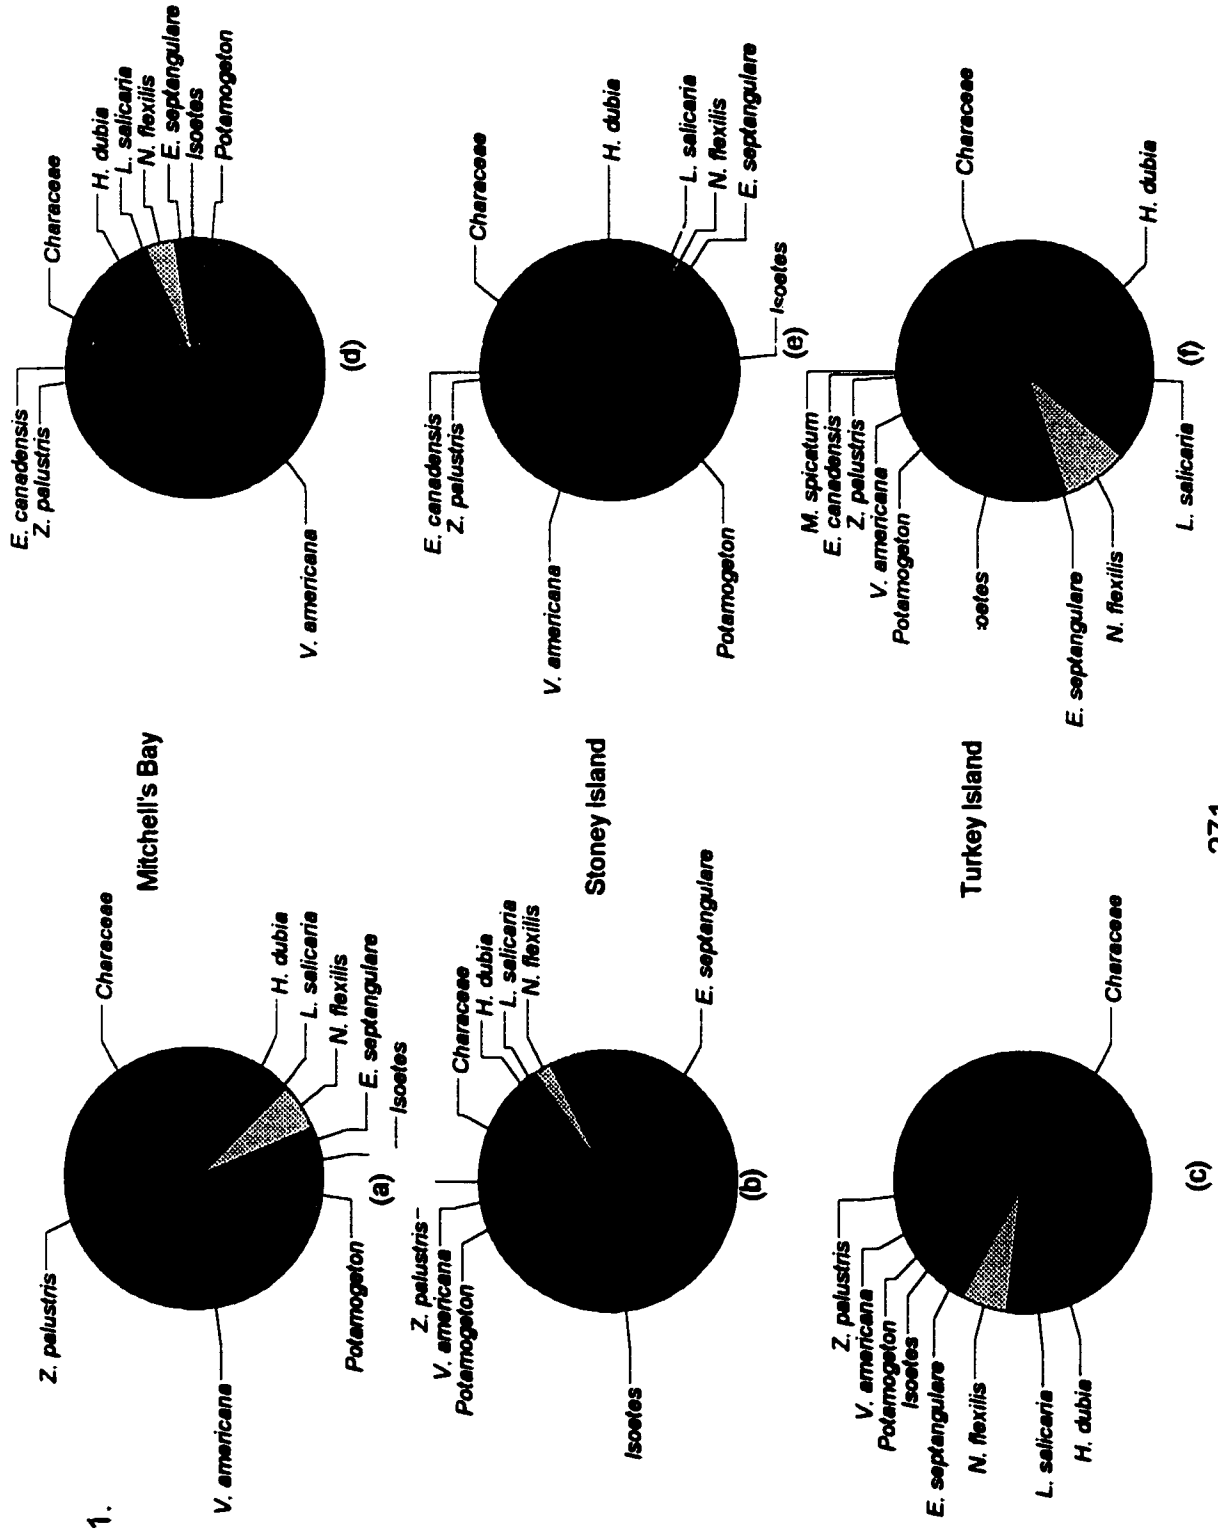 1.
Mitchell's Bay
Characeae
H. dubia
L. salicaria
N. flexilis
E. septangulare
Isoetes
Potamogeton
V. americana
Z. palustris
(a)
E. canadensis
Z. palustris
Characeae
H. dubia
L. salicaria
N. flexilis
E. septangulare
Isoetes
Potamogeton
V. americana
(d)
Stoney Island
Z. palustris
V. americana
Potamogeton
Characeae
H. dubia
L. salicaria
N. flexilis
E. septangulare
Isoetes
(b)
E. canadensis
Z. palustris
Characeae
H. dubia
L. salicaria
N. flexilis
E. septangulare
Isoetes
Potamogeton
V. americana
(e)
Turkey Island
Z. palustris
V. americana
Potamogeton
Isoetes
E. septangulare
N. flexilis
L. salicaria
H. dubia
Characeae
(c)
M. spicatum
E. canadensis
Z. palustris
V. americana
Potamogeton
oetes
E. septangulare
N. flexilis
L. salicaria
H. dubia
Characeae
(f)